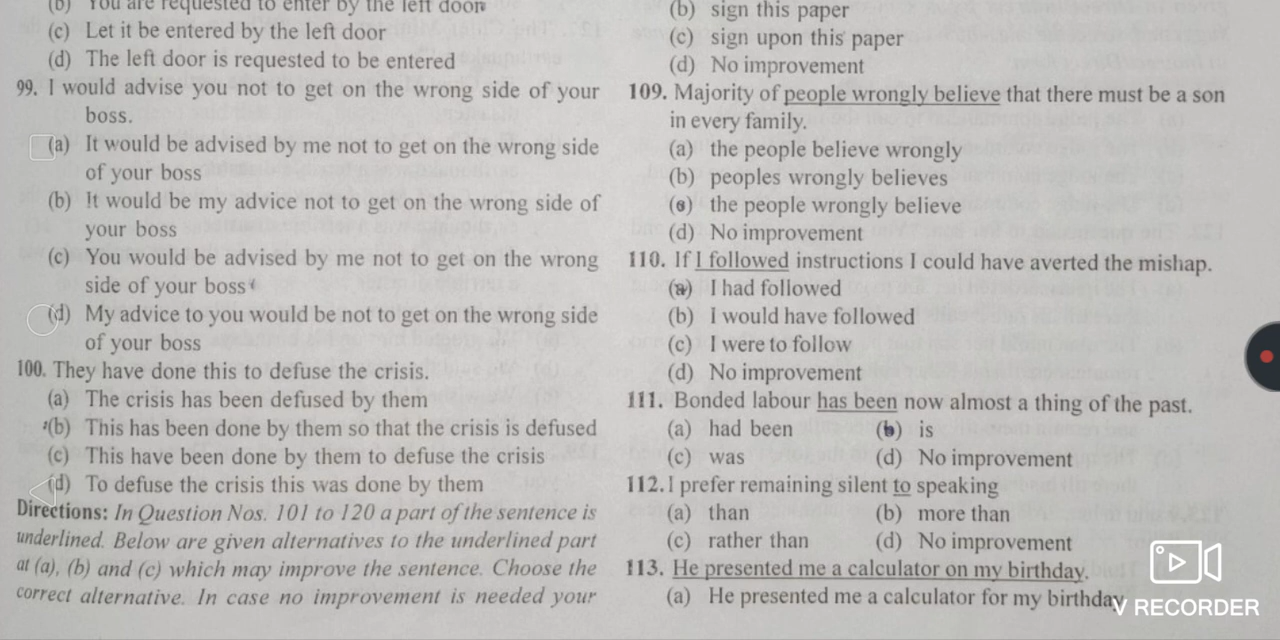 (b) You are requested to enter by the left door
(c) Let it be entered by the left door
(d) The left door is requested to be entered
99. I would advise you not to get on the wrong side of your
boss.
(a) It would be advised by me not to get on the wrong side
of your boss
(b) It would be my advice not to get on the wrong side of
your boss
(c) You would be advised by me not to get on the wrong
side of your boss
(d) My advice to you would be not to get on the wrong side
of your boss
100. They have done this to defuse the crisis.
(a) The crisis has been defused by them
(b) This has been done by them so that the crisis is defused
(c) This have been done by them to defuse the crisis
(d) To defuse the crisis this was done by them
Directions: In Question Nos. 101 to 120 a part of the sentence is
underlined. Below are given alternatives to the underlined part
at (a), (b) and (c) which may improve the sentence. Choose the
correct alternative. In case no improvement is needed your
(b) sign this paper
(c) sign upon this paper
(d) No improvement
109. Majority of people wrongly believe that there must be a son
in every family.
(a) the people believe wrongly
(b) peoples wrongly believes
(c) the people wrongly believe
(d) No improvement
110. If I followed instructions I could have averted the mishap.
(a) I had followed
(b) I would have followed
(c) I were to follow
(d) No improvement
111. Bonded labour has been now almost a thing of the past.
(a) had been (b) is
(c) was (d) No improvement
112. I prefer remaining silent to speaking
(a) than (b) more than
(c) rather than (d) No improvement
113. He presented me a calculator on my birthday.
(a) He presented me a calculator for my birthday
V RECORDER